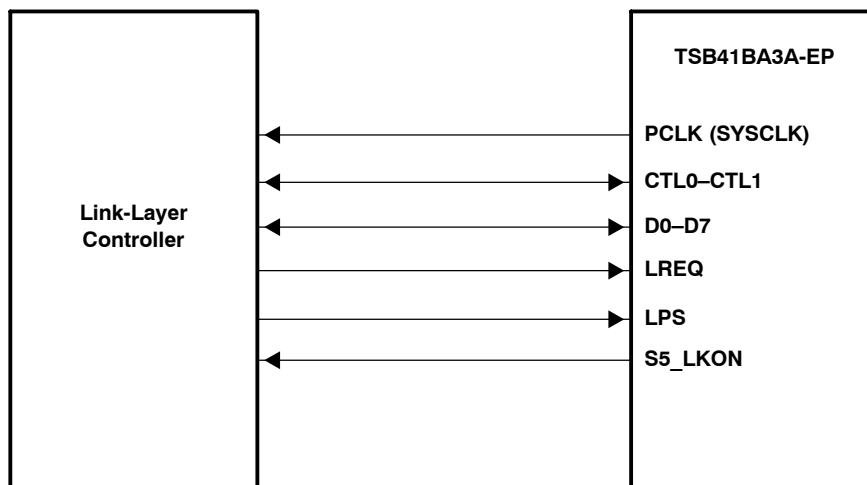 TSB41BA3A-EP
PCLK (SYSCLK)
CTL0–CTL1
Link-Layer
Controller
D0–D7
LREQ
LPS
S5_LKON